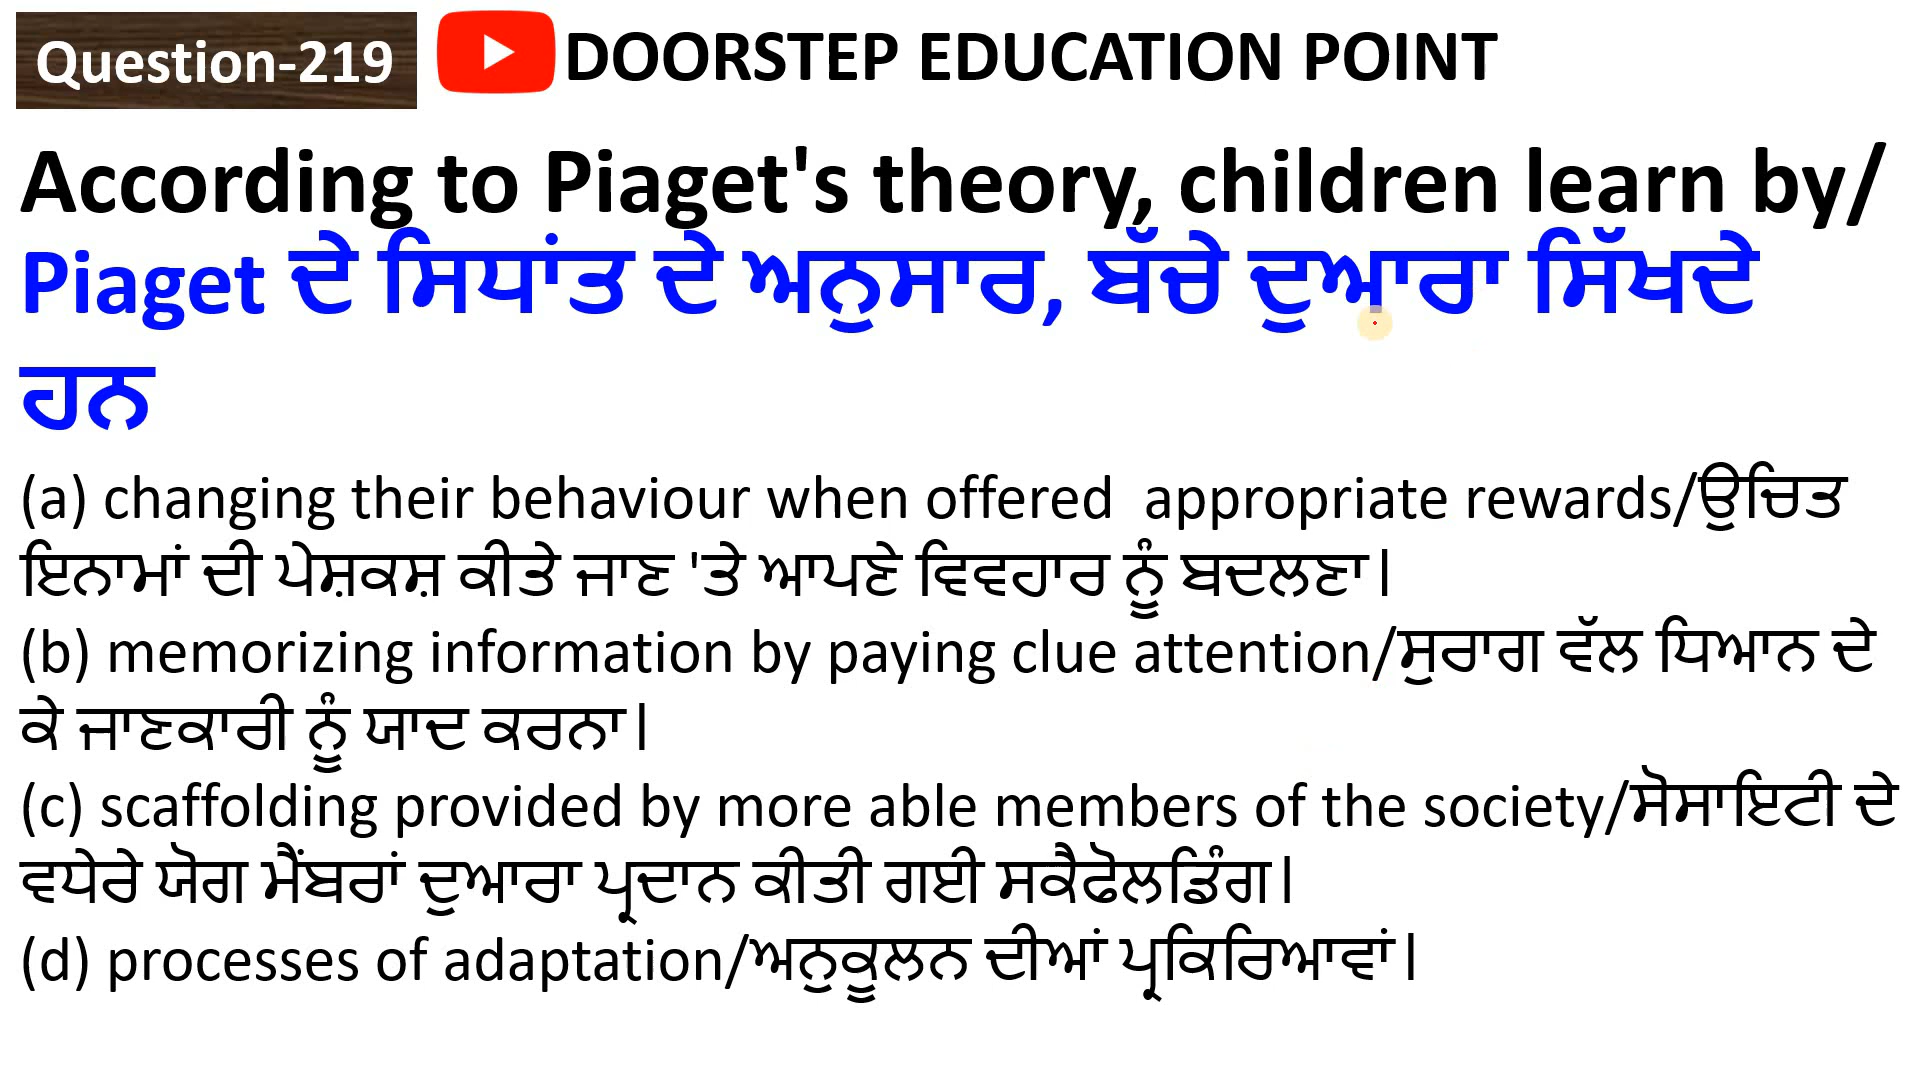 Question-219
DOORSTEP EDUCATION POINT
According to Piaget's theory, children learn by/
Piaget ਦੇ ਸਿਧਾਂਤ ਦੇ ਅਨੁਸਾਰ, ਬੱਚੇ ਦੁਆਰਾ ਸਿੱਖਦੇ
ਹਨ
(a) changing their behaviour when offered  appropriate rewards/ਉਚਿਤ
ਇਨਾਮਾਂ ਦੀ ਪੇਸ਼ਕਸ਼ ਕੀਤੇ ਜਾਣ 'ਤੇ ਆਪਣੇ ਵਿਵਹਾਰ ਨੂੰ ਬਦਲਣਾ।
(b) memorizing information by paying clue attention/ਸੁਰਾਗ ਵੱਲ ਧਿਆਨ ਦੇ
ਕੇ ਜਾਣਕਾਰੀ ਨੂੰ ਯਾਦ ਕਰਨਾ।
(c) scaffolding provided by more able members of the society/ਸੋਸਾਇਟੀ ਦੇ
ਵਧੇਰੇ ਯੋਗ ਮੈਂਬਰਾਂ ਦੁਆਰਾ ਪ੍ਰਦਾਨ ਕੀਤੀ ਗਈ ਸਕੈਫੋਲਡਿੰਗ।
(d) processes of adaptation/ਅਨੁਕੂਲਨ ਦੀਆਂ ਪ੍ਰਕਿਰਿਆਵਾਂ।